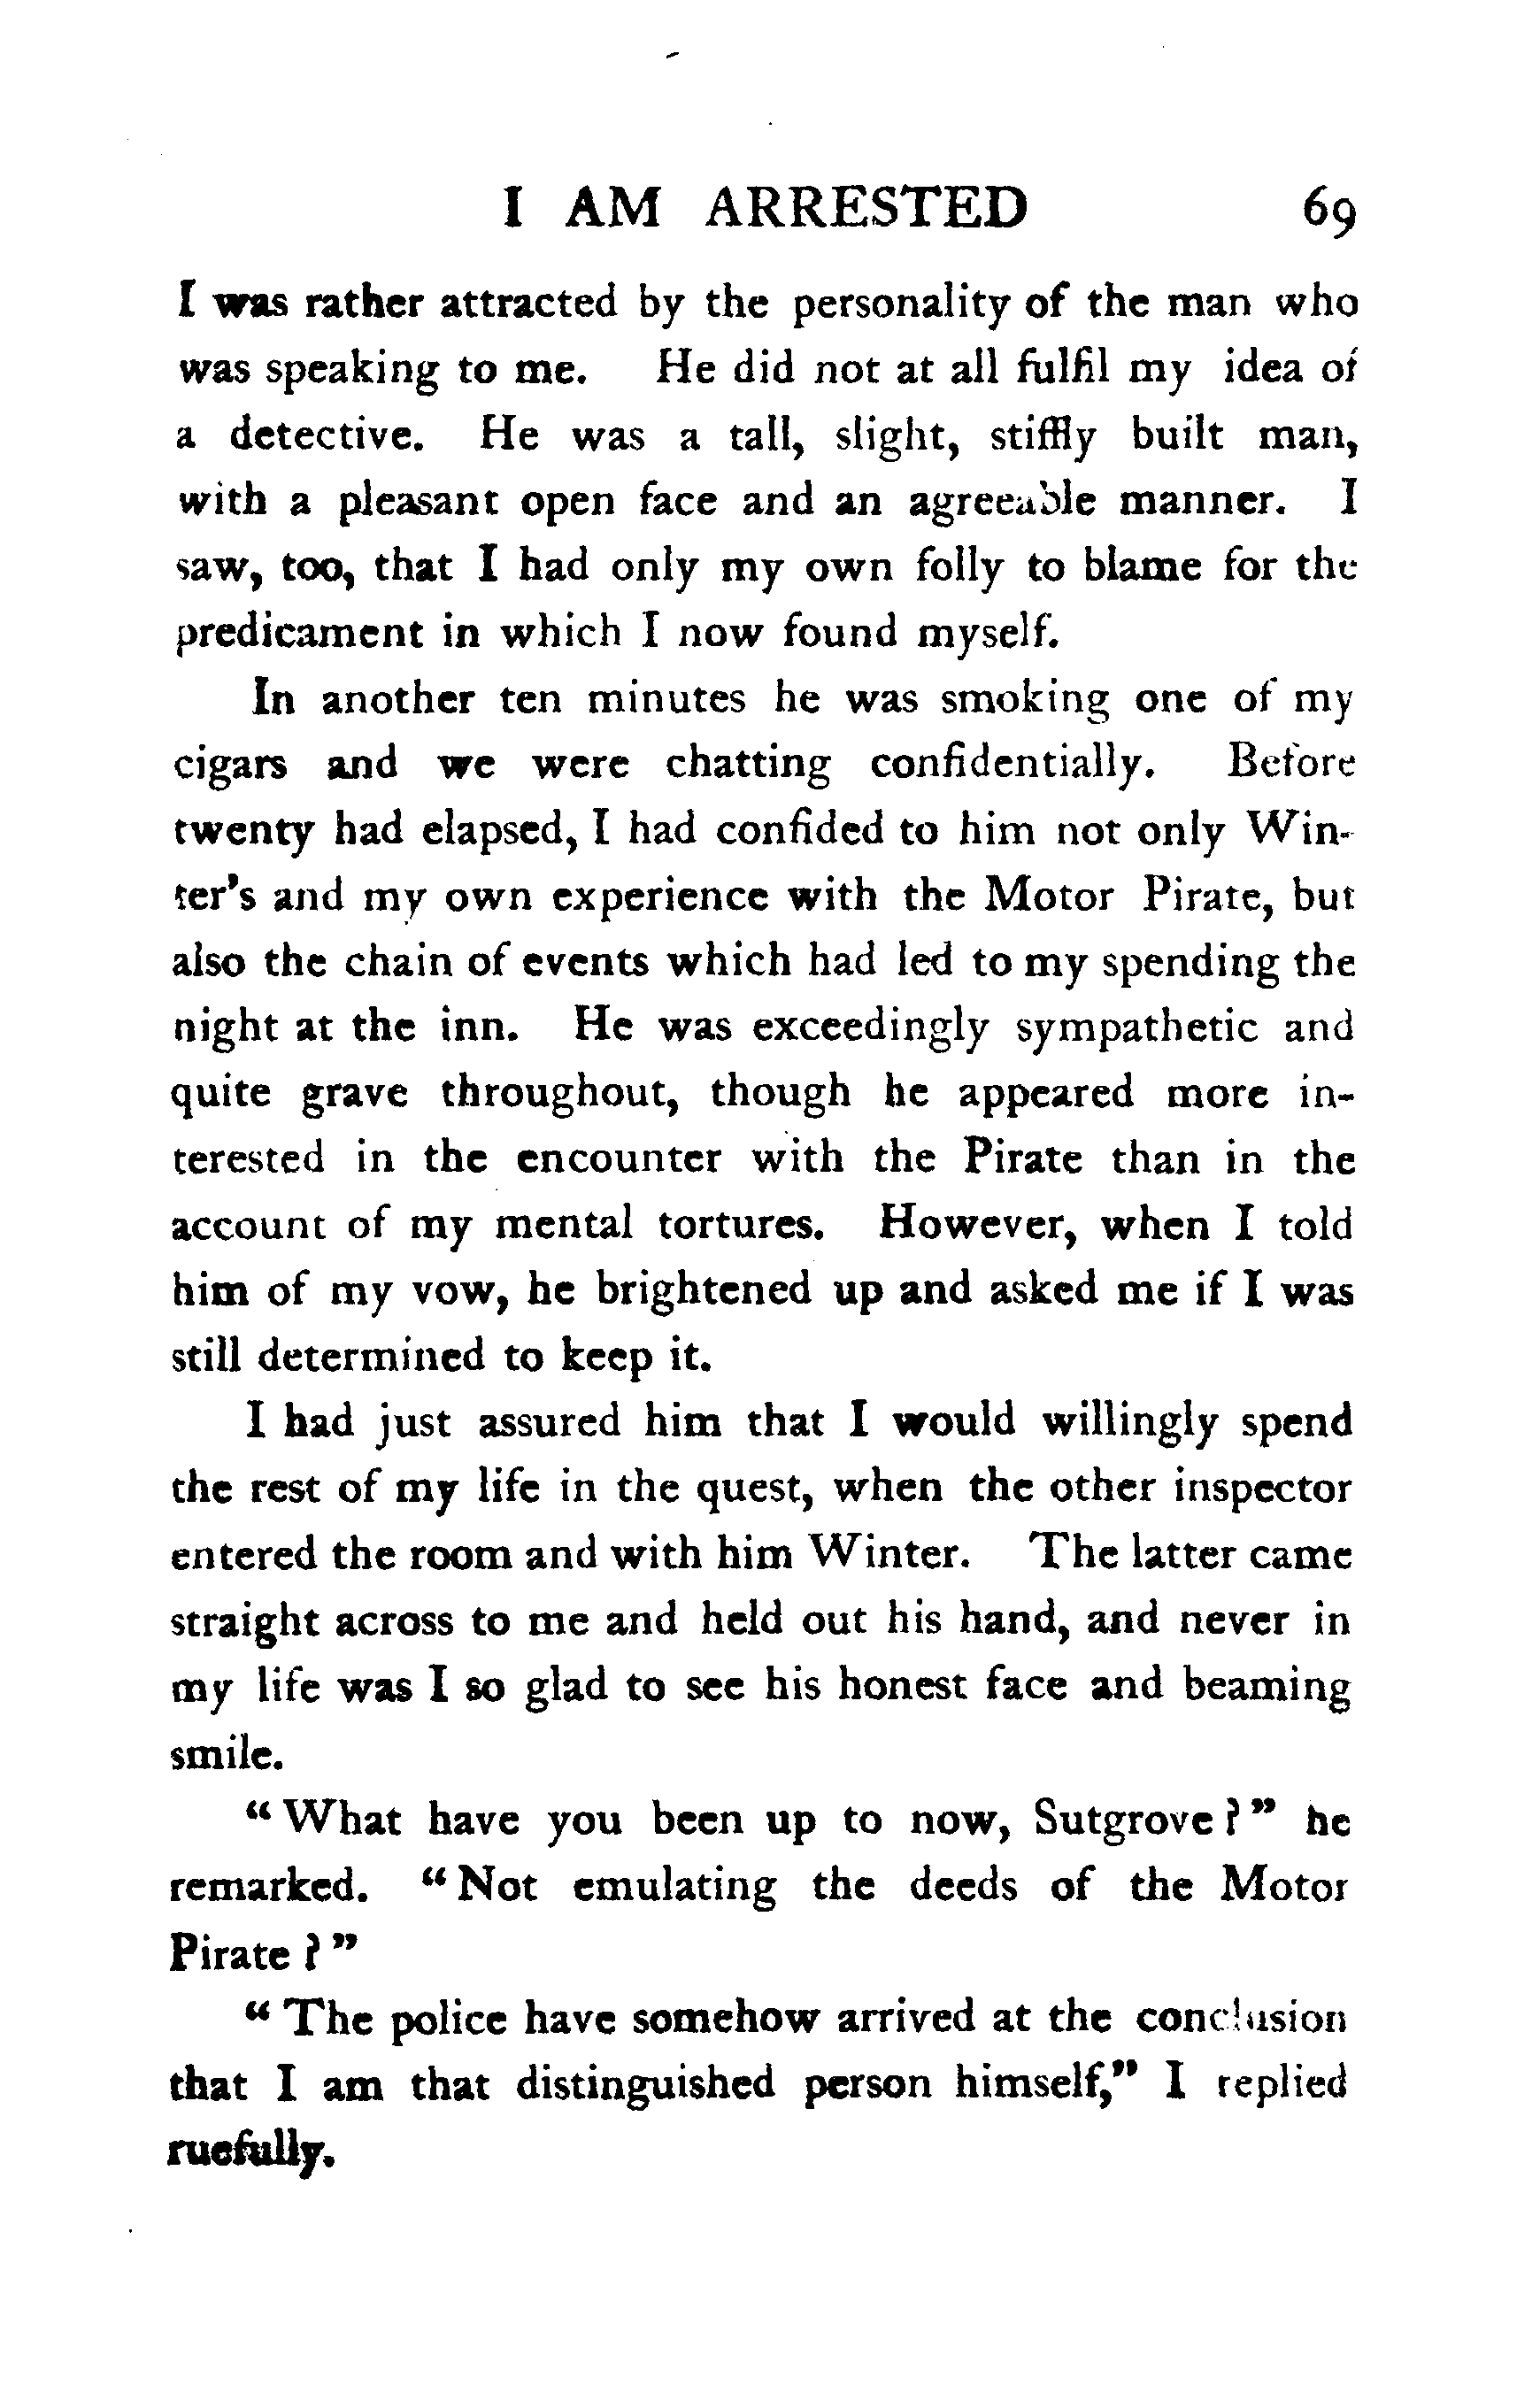 I AM ARRESTED 69
I was rather attracted by the personality of the man who
was speaking to me. He did not at all fulfil my idea of
a detective. He was a tall, slight, stiffly built man,
with a pleasant open face and an agreeable manner. I
saw, too, that I had only my own folly to blame for the
predicament in which I now found myself.
In another ten minutes he was smoking one of my
cigars and we were chatting confidentially. Before
twenty had elapsed, I had confided to him not only Win-
ter's and my own experience with the Motor Pirate, but
also the chain of events which had led to my spending the
night at the inn. He was exceedingly sympathetic and
quite grave throughout, though he appeared more in-
terested in the encounter with the Pirate than in the
account of my mental tortures. However, when I told
him of my vow, he brightened up and asked me if I was
still determined to keep it.
I had just assured him that I would willingly spend
the rest of my life in the quest, when the other inspector
entered the room and with him Winter. The latter came
straight across to me and held out his hand, and never in
my life was I so glad to see his honest face and beaming
smile.
"What have you been up to now, Sutgrove?" he
remarked. "Not emulating the deeds of the Motor
Pirate?"
"The police have somehow arrived at the conclusion
that I am that distinguished person himself," I replied
ruefully.